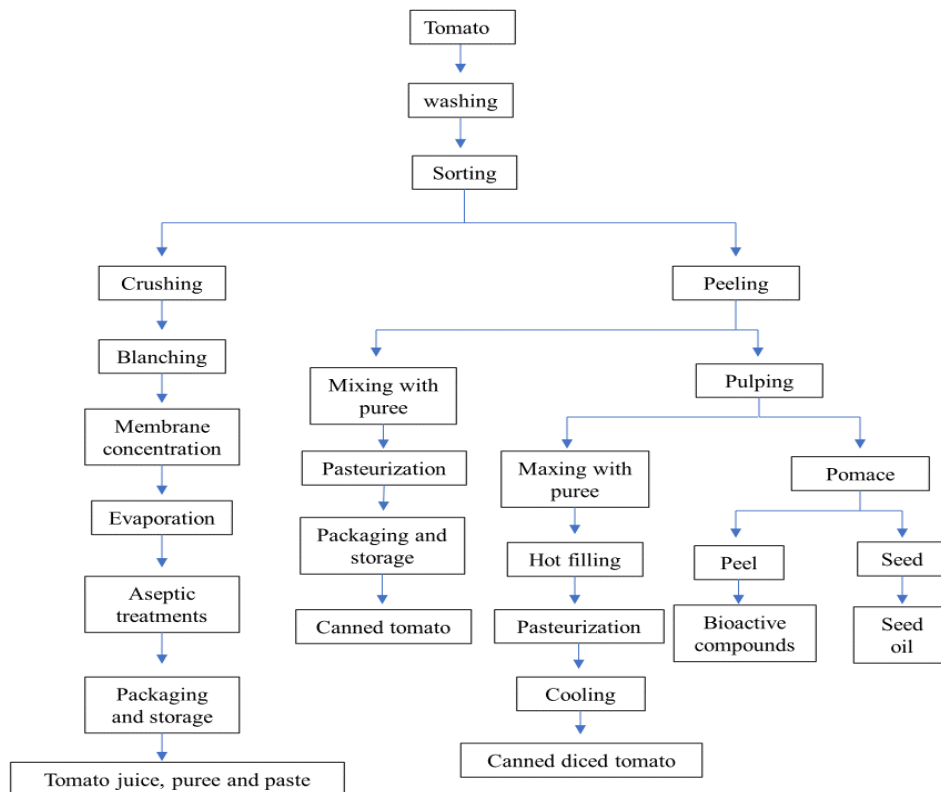 Tomato
washing
Sorting
Crushing
Peeling
Blanching
Mixing with
puree
Pulping
Membrane
concentration
Pasteurization
Maxing with
puree
Pomace
Evaporation
Packaging and
storage
Hot filling
Peel
Seed
Aseptic
treatments
Canned tomato
Pasteurization
Bioactive
compounds
Seed
oil
Packaging
and storage
Cooling
Canned diced tomato
Tomato juice, puree and paste